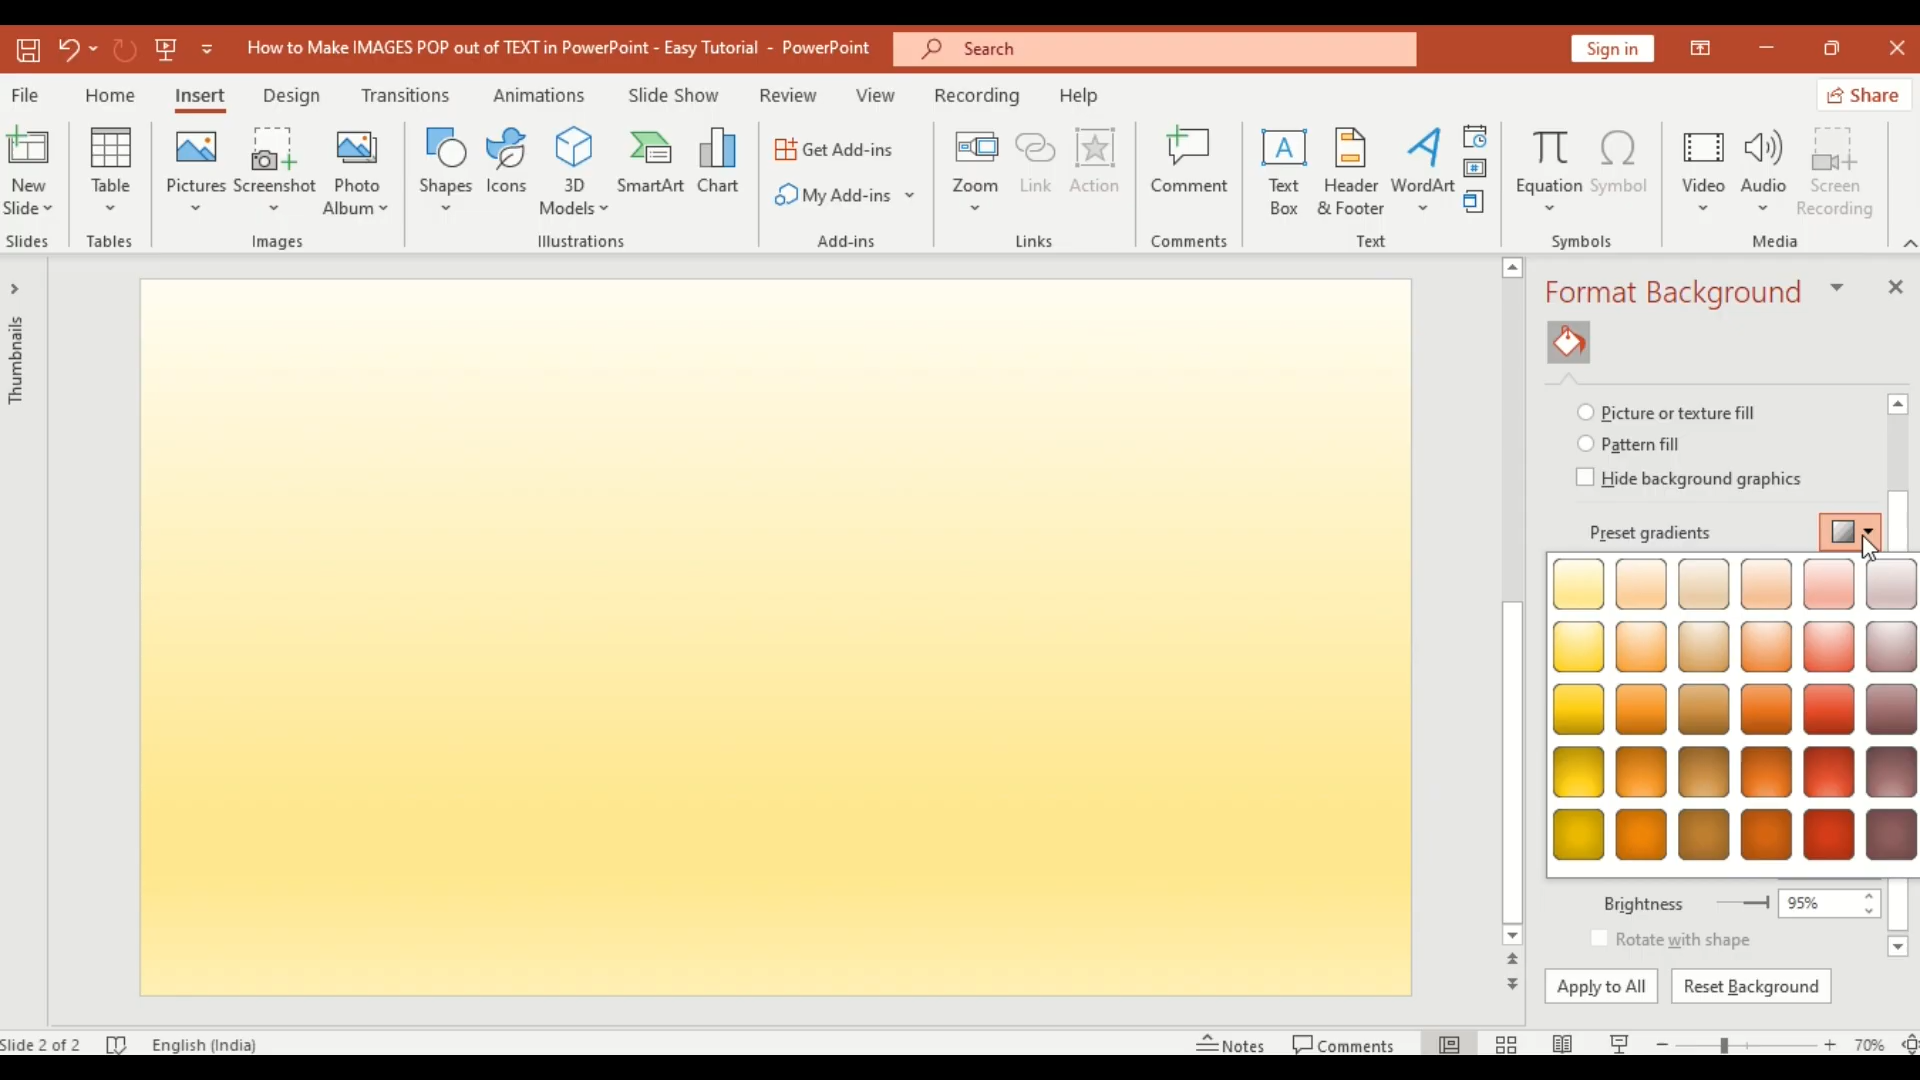 How to Make IMAGES POP out of TEXT in PowerPoint - Easy Tutorial - PowerPoint
Search
Sign in
File Home Insert Design Transitions Animations Slide Show Review View Recording Help
Share
New Slide
Table
Pictures
Screenshot
Photo Album
Shapes
Icons
3D Models
SmartArt
Chart
Get Add-ins
My Add-ins
Zoom
Link
Action
Comment
A
Text Box
Header & Footer
WordArt
Equation
Symbol
Video
Audio
Screen Recording
Slides Tables Images Illustrations Add-ins Links Comments Text Symbols Media
Thumbnails
Format Background
Picture or texture fill
Pattern fill
Hide background graphics
Preset gradients
Brightness 95%
Rotate with shape
Apply to All Reset Background
Slide 2 of 2 English (India) Notes Comments 70%